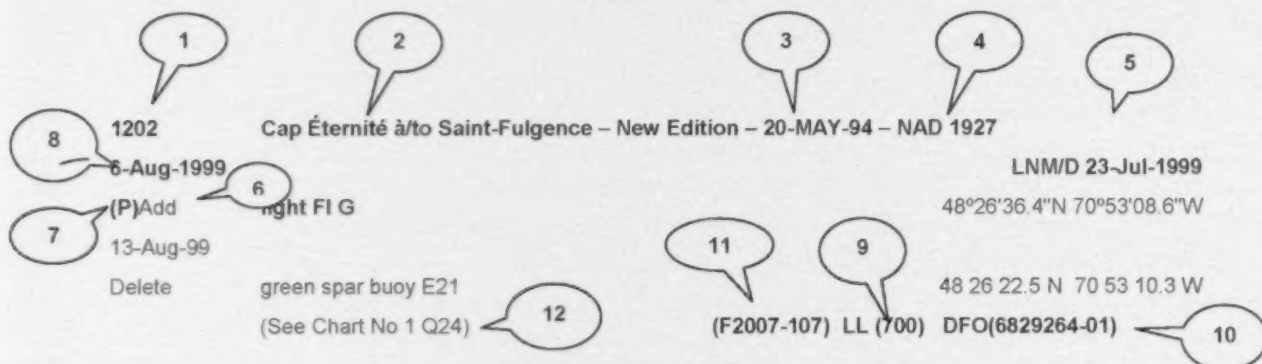 1 2 3 4 5
1202 Cap Éternité à/to Saint-Fulgence – New Edition – 20-MAY-94 – NAD 1927
8 6-Aug-1999 LNM/D 23-Jul-1999
6
(P)Add light Fl G 48º26'36.4"N 70º53'08.6"W
7 13-Aug-99 11 9
Delete green spar buoy E21 48 26 22.5 N 70 53 10.3 W
(See Chart No 1 Q24) 12 (F2007-107) LL (700) DFO(6829264-01) 10